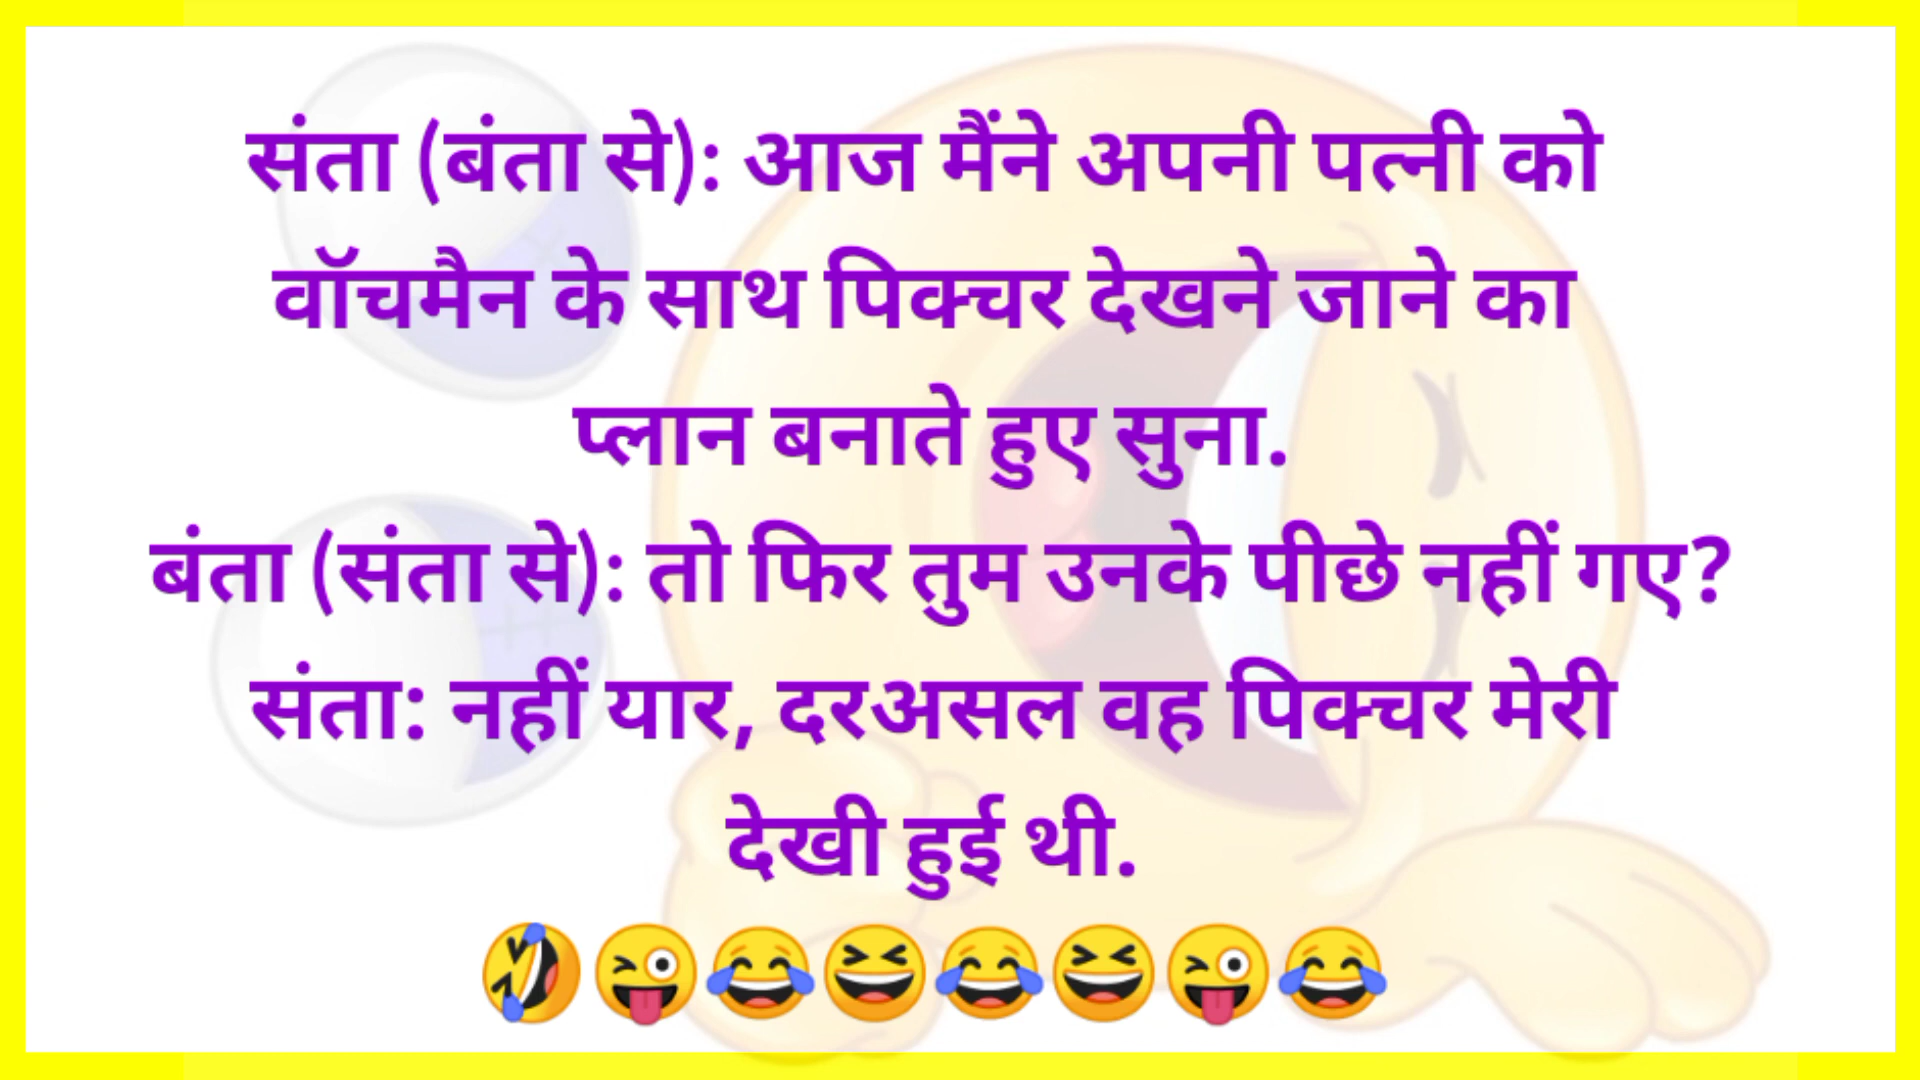 संता (बंता से): आज मैंने अपनी पत्नी को
वॉचमैन के साथ पिक्चर देखने जाने का
प्लान बनाते हुए सुना.
बंता (संता से): तो फिर तुम उनके पीछे नहीं गए?
संता: नहीं यार, दरअसल वह पिक्चर मेरी
देखी हुई थी.
🤣😜😂😆😂😆😜😂